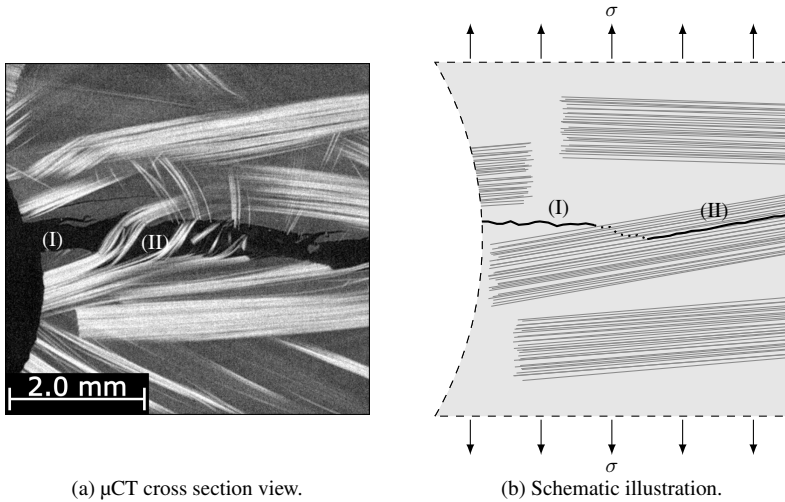 σ
(I)
(II)
2.0 mm
(I)
(II)
σ
(a) μCT cross section view.
(b) Schematic illustration.